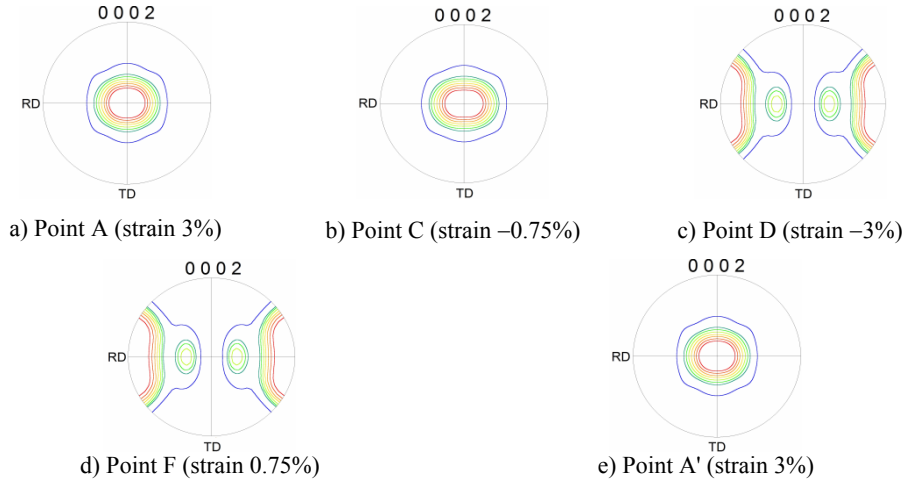 0 0 0 2
RD
TD
a) Point A (strain 3%)
0 0 0 2
RD
TD
b) Point C (strain −0.75%)
0 0 0 2
RD
TD
c) Point D (strain −3%)
0 0 0 2
RD
TD
d) Point F (strain 0.75%)
0 0 0 2
RD
TD
e) Point A' (strain 3%)